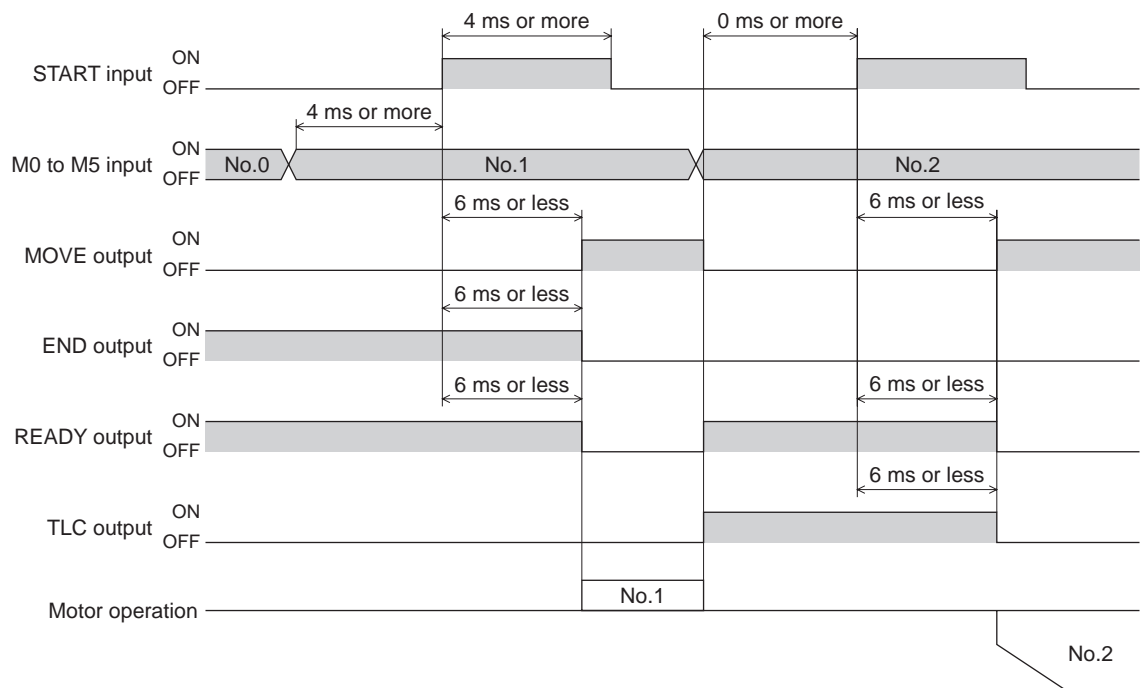 4 ms or more
0 ms or more
START input
ON
OFF
4 ms or more
M0 to M5 input
ON
OFF
No.0
No.1
No.2
6 ms or less
6 ms or less
MOVE output
ON
OFF
6 ms or less
END output
ON
OFF
6 ms or less
6 ms or less
READY output
ON
OFF
6 ms or less
TLC output
ON
OFF
Motor operation
No.1
No.2